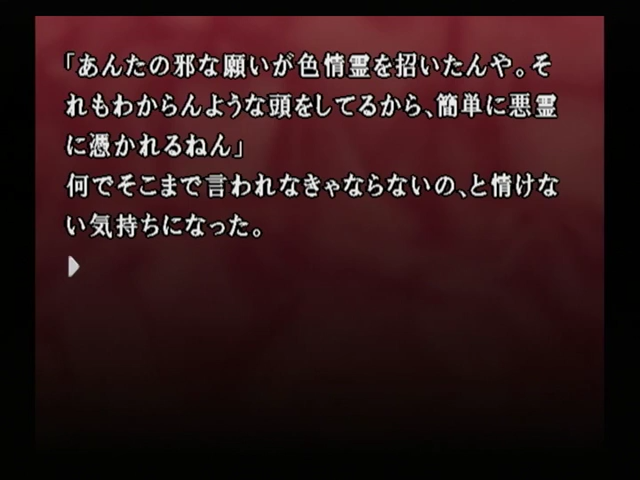 「あんたの邪な願いが色情霊を招いたんや。そ
れもわからんような頭をしてるから、簡単に悪霊
に憑かれるねん」
何でそこまで言われなきゃならないの、と情けな
い気持ちになった。